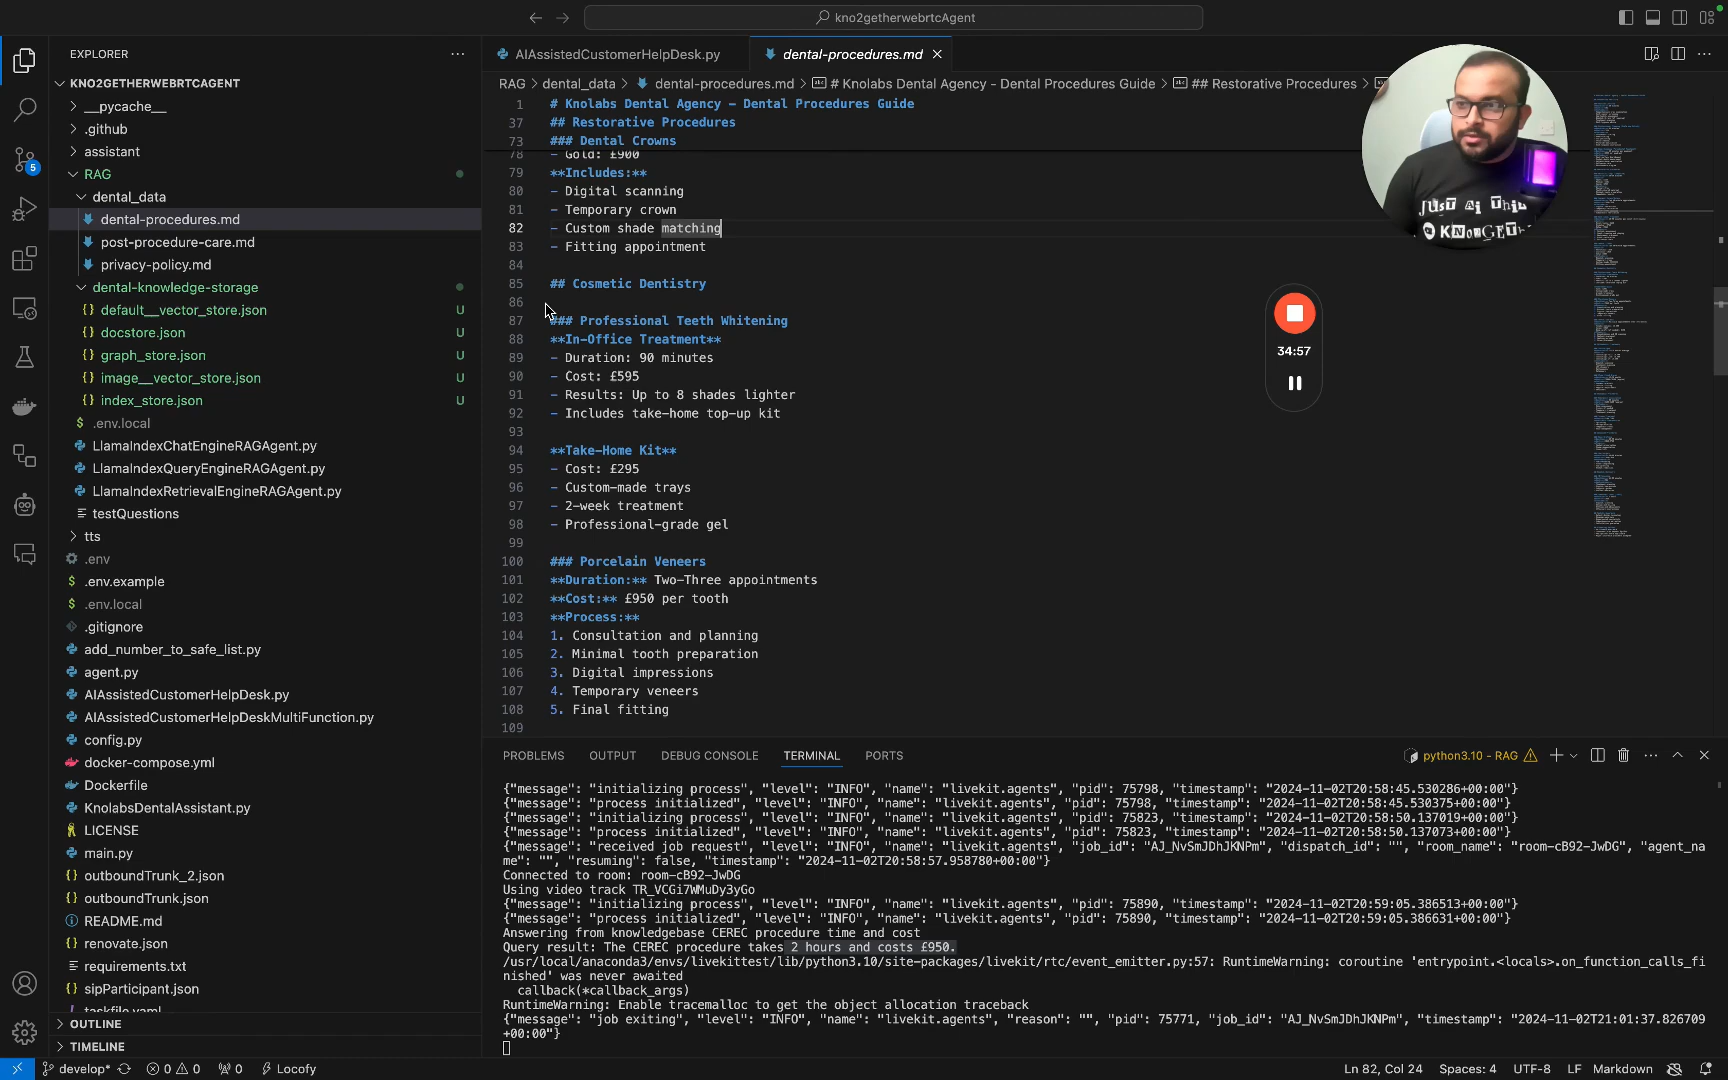 kno2getherwebrtcAgent
EXPLORER
KNO2GETHERWEBRTCAGENT
__pycache__
.github
assistant
RAG
dental_data
dental-procedures.md
post-procedure-care.md
privacy-policy.md
dental-knowledge-storage
default__vector_store.json U
docstore.json U
graph_store.json U
image__vector_store.json U
index_store.json U
.env.local
LlamaIndexChatEngineRAGAgent.py
LlamaIndexQueryEngineRAGAgent.py
LlamaIndexRetrievalEngineRAGAgent.py
testQuestions
tts
.env
.env.example
.env.local
.gitignore
add_number_to_safe_list.py
agent.py
AIAssistedCustomerHelpDesk.py
AIAssistedCustomerHelpDeskMultiFunction.py
config.py
docker-compose.yml
Dockerfile
KnolabsDentalAssistant.py
LICENSE
main.py
outboundTrunk_2.json
outboundTrunk.json
README.md
renovate.json
requirements.txt
sipParticipant.json
taskfile.yaml
OUTLINE
TIMELINE
5
AIAssistedCustomerHelpDesk.py dental-procedures.md
RAG > dental_data > dental-procedures.md > # Knolabs Dental Agency - Dental Procedures Guide > ## Restorative Procedures >
1 # Knolabs Dental Agency – Dental Procedures Guide
37 ## Restorative Procedures
73 ### Dental Crowns
78 - Gold: £900
79 **Includes:**
80 - Digital scanning
81 - Temporary crown
82 - Custom shade matching
83 - Fitting appointment
84
85 ## Cosmetic Dentistry
86
87 ### Professional Teeth Whitening
88 **In-Office Treatment**
89 - Duration: 90 minutes
90 - Cost: £595
91 - Results: Up to 8 shades lighter
92 - Includes take-home top-up kit
93
94 **Take-Home Kit**
95 - Cost: £295
96 - Custom-made trays
97 - 2-week treatment
98 - Professional-grade gel
99
100 ### Porcelain Veneers
101 **Duration:** Two-Three appointments
102 **Cost:** £950 per tooth
103 **Process:**
104 1. Consultation and planning
105 2. Minimal tooth preparation
106 3. Digital impressions
107 4. Temporary veneers
108 5. Final fitting
109
JUST AI THIN
KNOWGETH
34:57
PROBLEMS OUTPUT DEBUG CONSOLE TERMINAL PORTS python3.10 - RAG
{"message": "initializing process", "level": "INFO", "name": "livekit.agents", "pid": 75798, "timestamp": "2024-11-02T20:58:45.530286+00:00"}
{"message": "process initialized", "level": "INFO", "name": "livekit.agents", "pid": 75798, "timestamp": "2024-11-02T20:58:45.530375+00:00"}
{"message": "initializing process", "level": "INFO", "name": "livekit.agents", "pid": 75823, "timestamp": "2024-11-02T20:58:50.137019+00:00"}
{"message": "process initialized", "level": "INFO", "name": "livekit.agents", "pid": 75823, "timestamp": "2024-11-02T20:58:50.137073+00:00"}
{"message": "received job request", "level": "INFO", "name": "livekit.agents", "job_id": "AJ_NvSmJDhJKNPm", "dispatch_id": "", "room_name": "room-cB92-JwDG", "agent_na
me": "", "resuming": false, "timestamp": "2024-11-02T20:58:57.958780+00:00"}
Connected to room: room-cB92-JwDG
Using video track TR_VCGi7WMuDy3yGo
{"message": "initializing process", "level": "INFO", "name": "livekit.agents", "pid": 75890, "timestamp": "2024-11-02T20:59:05.386513+00:00"}
{"message": "process initialized", "level": "INFO", "name": "livekit.agents", "pid": 75890, "timestamp": "2024-11-02T20:59:05.386631+00:00"}
Answering from knowledgebase CEREC procedure time and cost
Query result: The CEREC procedure takes 2 hours and costs £950.
/usr/local/anaconda3/envs/livekittest/lib/python3.10/site-packages/livekit/rtc/event_emitter.py:57: RuntimeWarning: coroutine 'entrypoint.<locals>.on_function_calls_fi
nished' was never awaited
callback(*callback_args)
RuntimeWarning: Enable tracemalloc to get the object allocation traceback
{"message": "job exiting", "level": "INFO", "name": "livekit.agents", "reason": "", "pid": 75771, "job_id": "AJ_NvSmJDhJKNPm", "timestamp": "2024-11-02T21:01:37.826709
+00:00"}
develop* 0 0 0 Locofy Ln 82, Col 24 Spaces: 4 UTF-8 LF Markdown